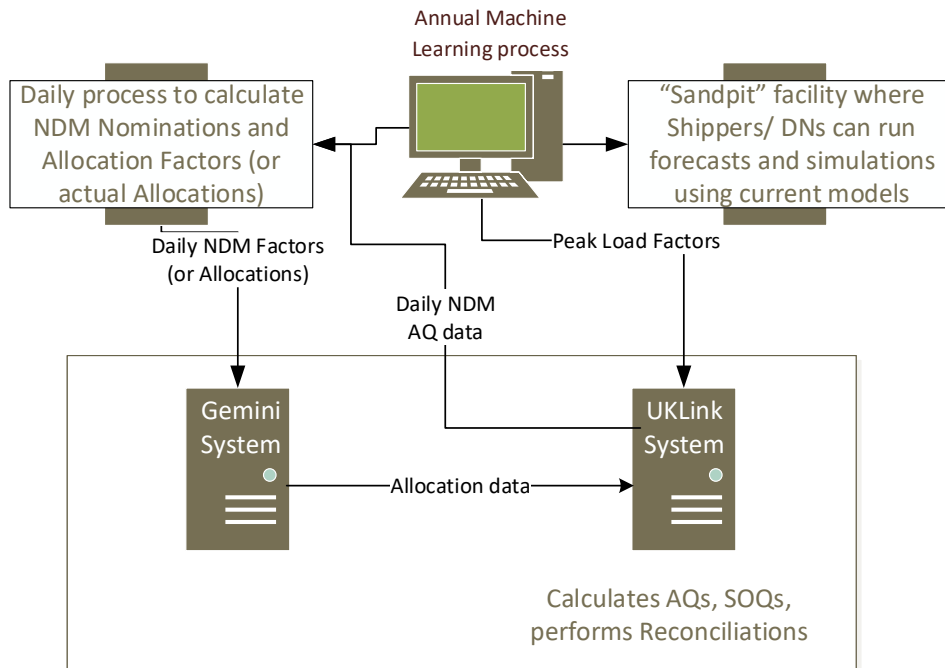 Annual Machine
Learning process
Daily process to calculate
NDM Nominations and
Allocation Factors (or
actual Allocations)
“Sandpit” facility where
Shippers/ DNs can run
forecasts and simulations
using current models
Daily NDM Factors
(or Allocations)
Peak Load Factors
Daily NDM
AQ data
Gemini
System
UKLink
System
Allocation data
Calculates AQs, SOQs,
performs Reconciliations